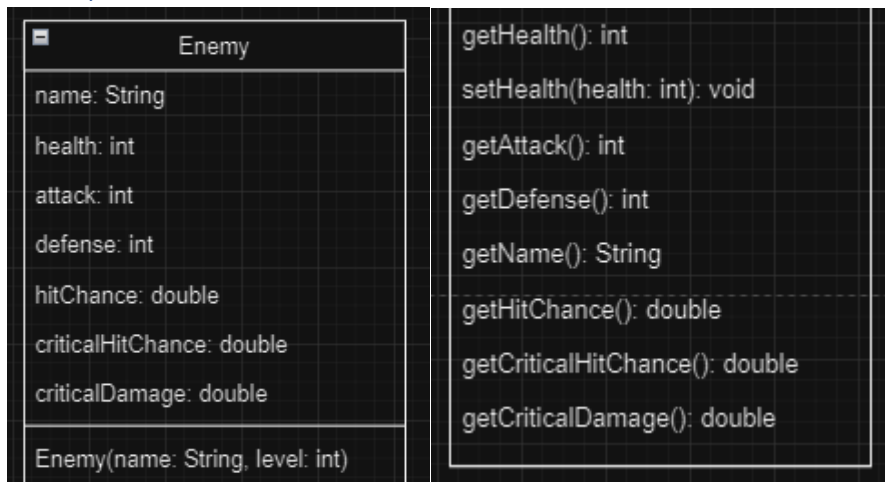 Enemy
name: String
health: int
attack: int
defense: int
hitChance: double
criticalHitChance: double
criticalDamage: double
Enemy(name: String, level: int)
getHealth(): int
setHealth(health: int): void
getAttack(): int
getDefense(): int
getName(): String
getHitChance(): double
getCriticalHitChance(): double
getCriticalDamage(): double